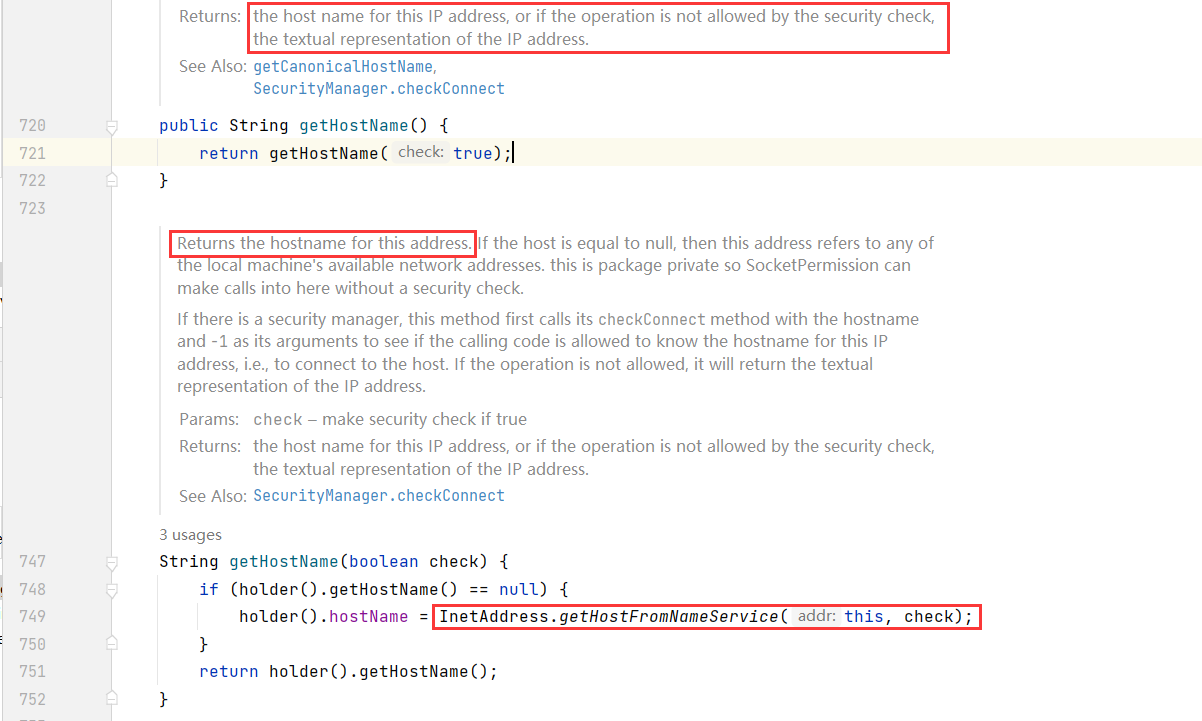 Returns: the host name for this IP address, or if the operation is not allowed by the security check,
the textual representation of the IP address.
See Also: getCanonicalHostName,
SecurityManager.checkConnect
720 public String getHostName() {
721 return getHostName( check: true);
722 }
723
Returns the hostname for this address. If the host is equal to null, then this address refers to any of
the local machine's available network addresses. this is package private so SocketPermission can
make calls into here without a security check.
If there is a security manager, this method first calls its checkConnect method with the hostname
and -1 as its arguments to see if the calling code is allowed to know the hostname for this IP
address, i.e., to connect to the host. If the operation is not allowed, it will return the textual
representation of the IP address.
Params: check – make security check if true
Returns: the host name for this IP address, or if the operation is not allowed by the security check,
the textual representation of the IP address.
See Also: SecurityManager.checkConnect
3 usages
747 String getHostName(boolean check) {
748 if (holder().getHostName() == null) {
749 holder().hostName = InetAddress.getHostFromNameService( addr: this, check);
750 }
751 return holder().getHostName();
752 }